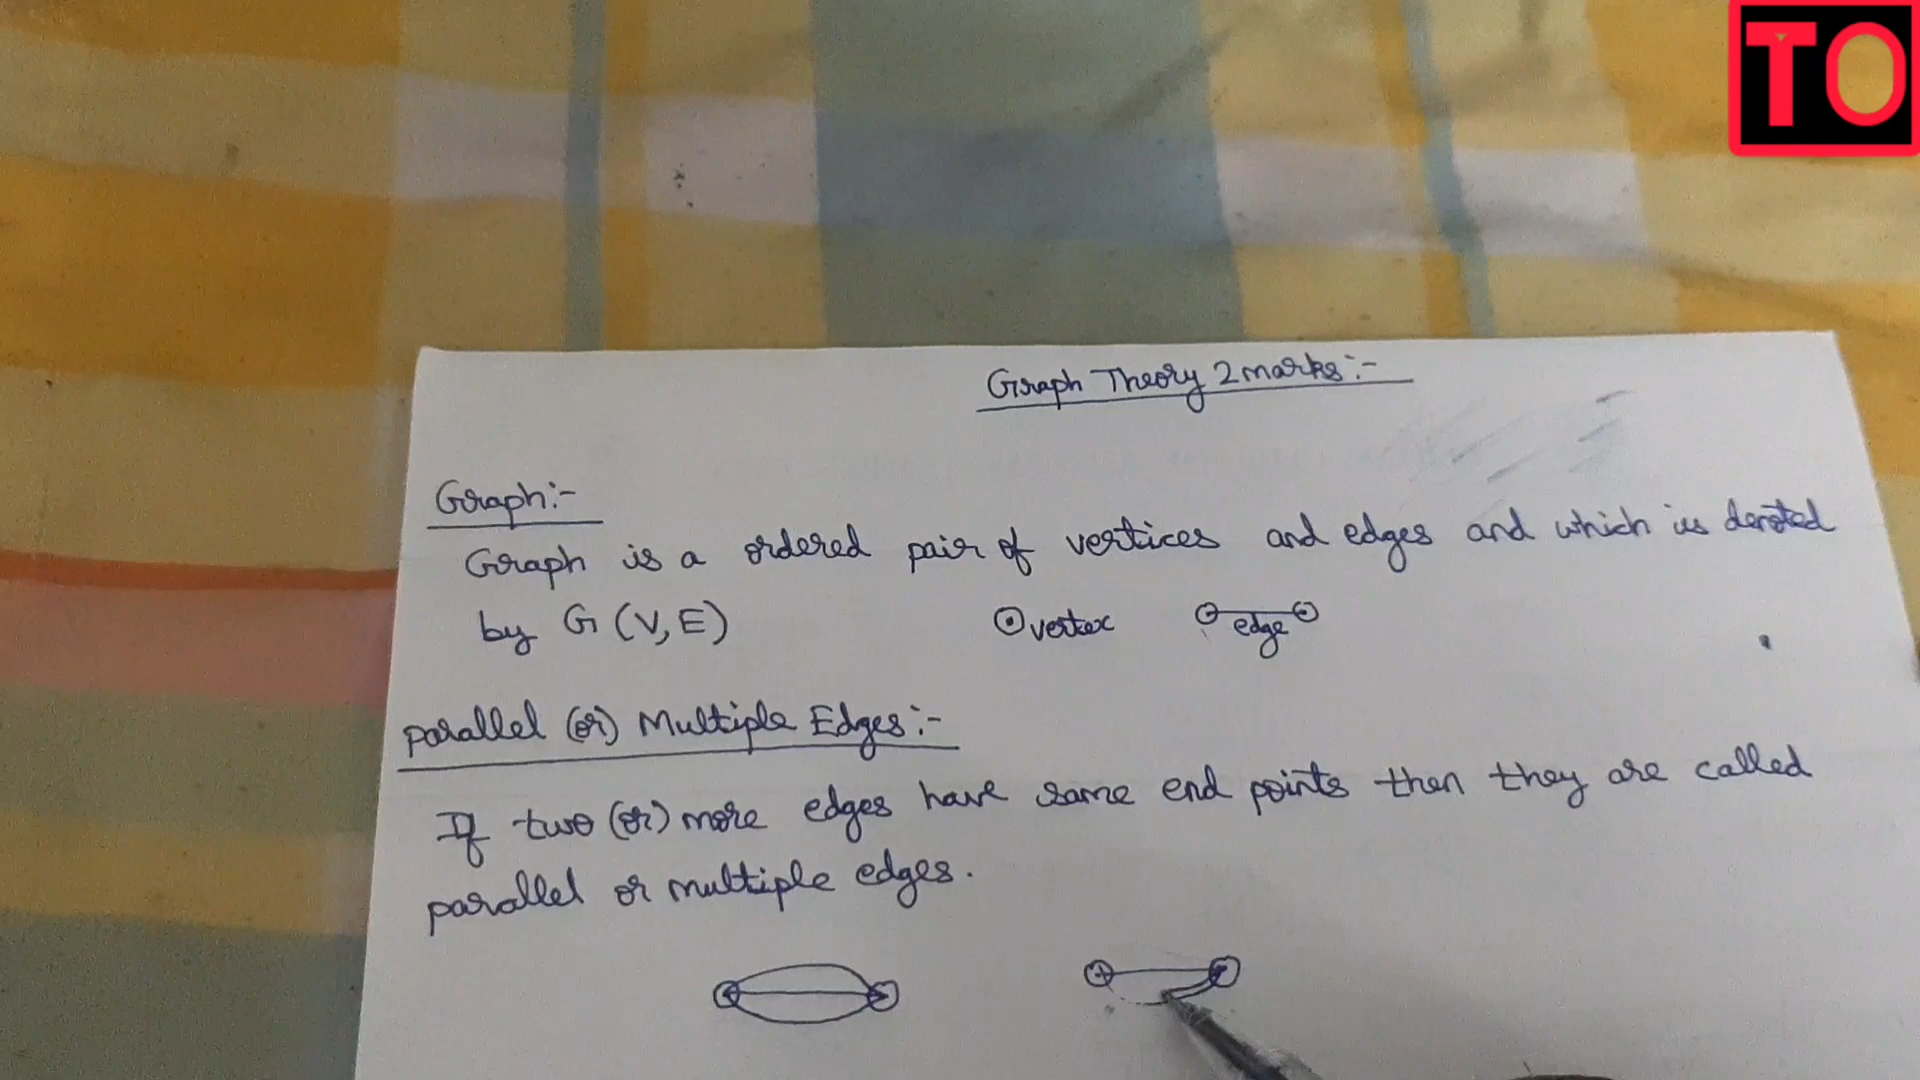 TO
Graph Theory 2 marks:-
Graph:-
Graph is a ordered pair of vertices and edges and which is denoted
by G (V, E) vertex edge
parallel (or) Multiple Edges:-
If two (or) more edges have same end points then they are called
parallel or multiple edges.